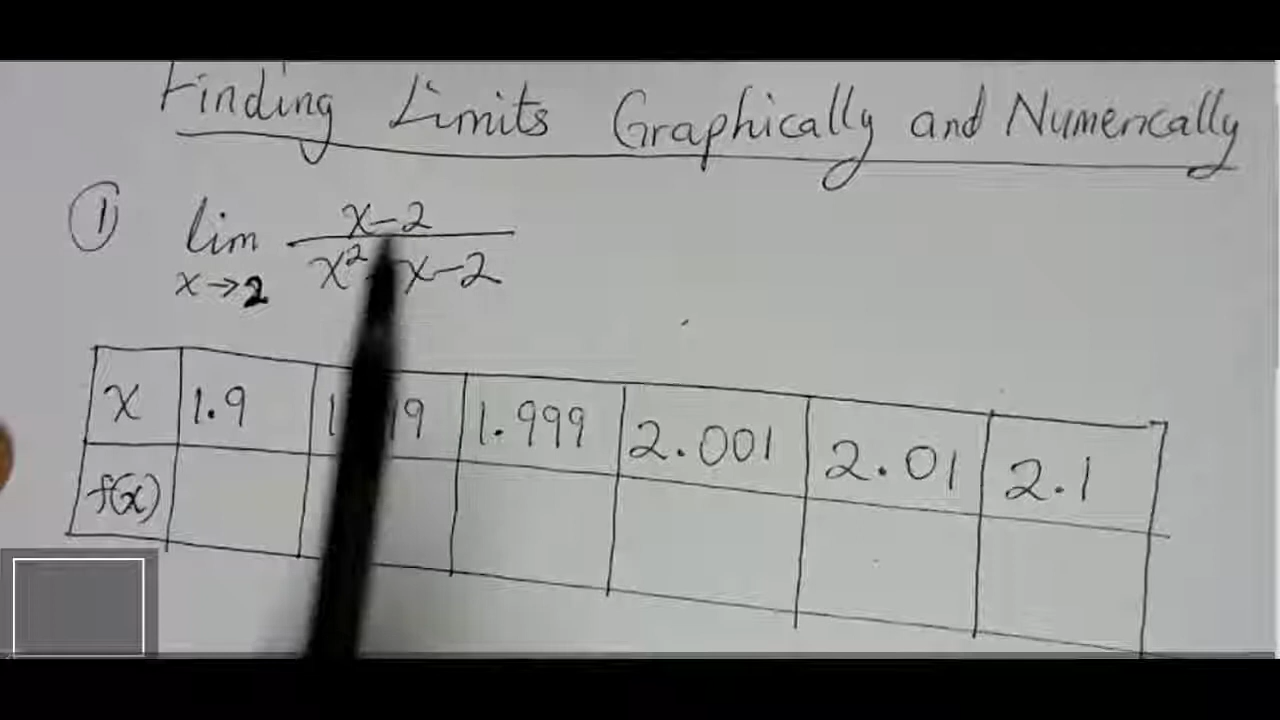 Finding Limits Graphically and Numerically
① lim x-2
x→2 x² x-2
x 1.9 1.999 2.001 2.01 2.1
f(x)